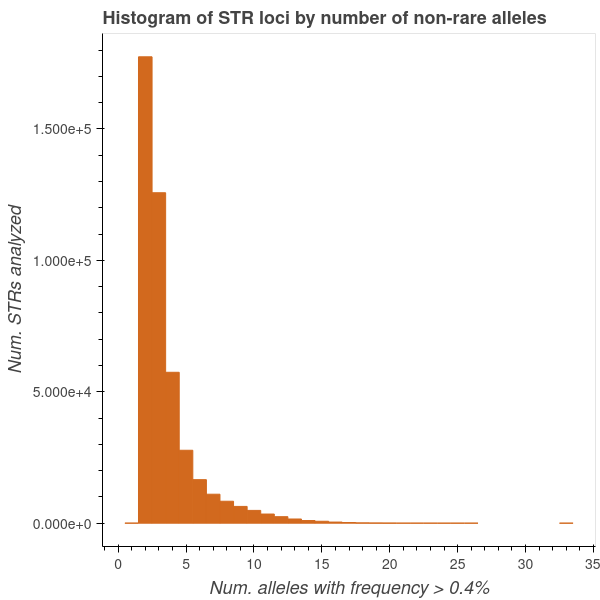 Histogram of STR loci by number of non-rare alleles
Num. STRs analyzed
1.500e+5
1.000e+5
5.000e+4
0.000e+0
0 5 10 15 20 25 30 35
Num. alleles with frequency > 0.4%